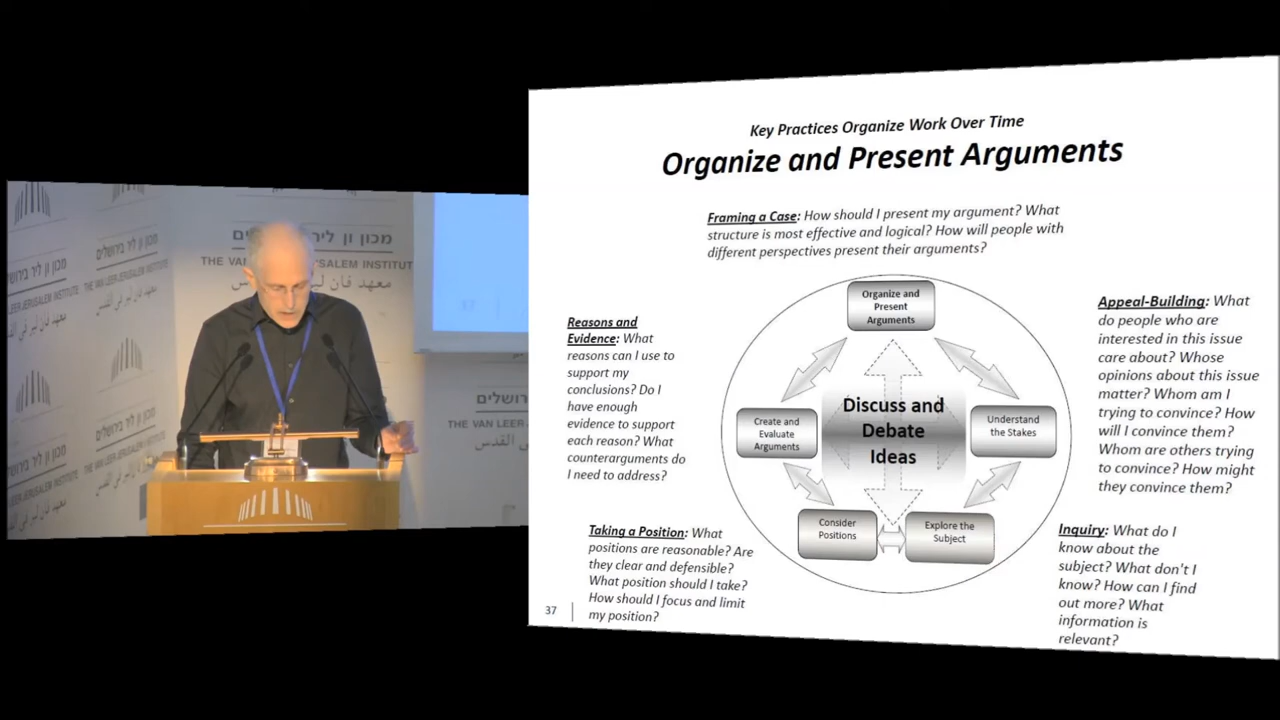 מכון ון ליר בירושלים
THE VAN LEER JERUSALEM INSTITUTE
معهد فان لير في القدس
Key Practices Organize Work Over Time
Organize and Present Arguments
Framing a Case: How should I present my argument? What
structure is most effective and logical? How will people with
different perspectives present their arguments?
Organize and
Present
Arguments
Reasons and
Evidence: What
reasons can I use to
support my
conclusions? Do I
have enough
evidence to support
each reason? What
counterarguments do
I need to address?
Appeal-Building: What
do people who are
interested in this issue
care about? Whose
opinions about this issue
matter? Whom am I
trying to convince? How
will I convince them?
Whom are others trying
to convince? How might
they convince them?
Create and
Evaluate
Arguments
Discuss and
Debate
Ideas
Understand
the Stakes
Consider
Positions
Explore the
Subject
Taking a Position: What
positions are reasonable? Are
they clear and defensible?
What position should I take?
How should I focus and limit
my position?
Inquiry: What do I
know about the
subject? What don't I
know? How can I find
out more? What
information is
relevant?
37